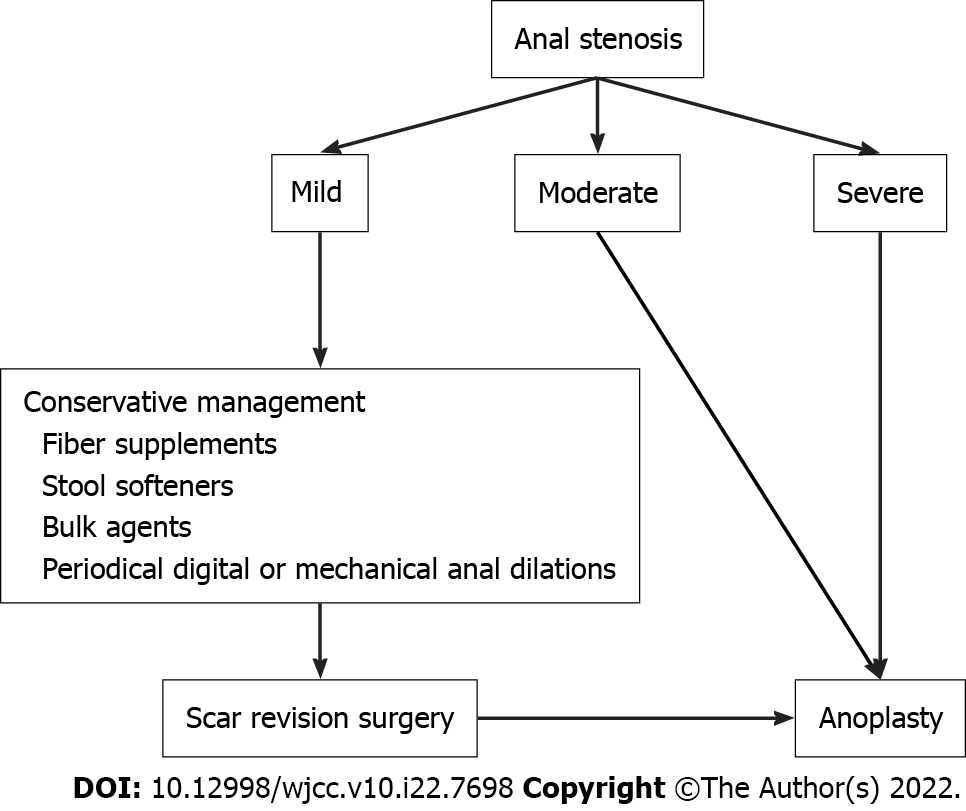 Anal stenosis
Mild
Moderate
Severe
Conservative management
Fiber supplements
Stool softeners
Bulk agents
Periodical digital or mechanical anal dilations
Scar revision surgery
Anoplasty
DOI: 10.12998/wjcc.v10.i22.7698 Copyright ©The Author(s) 2022.